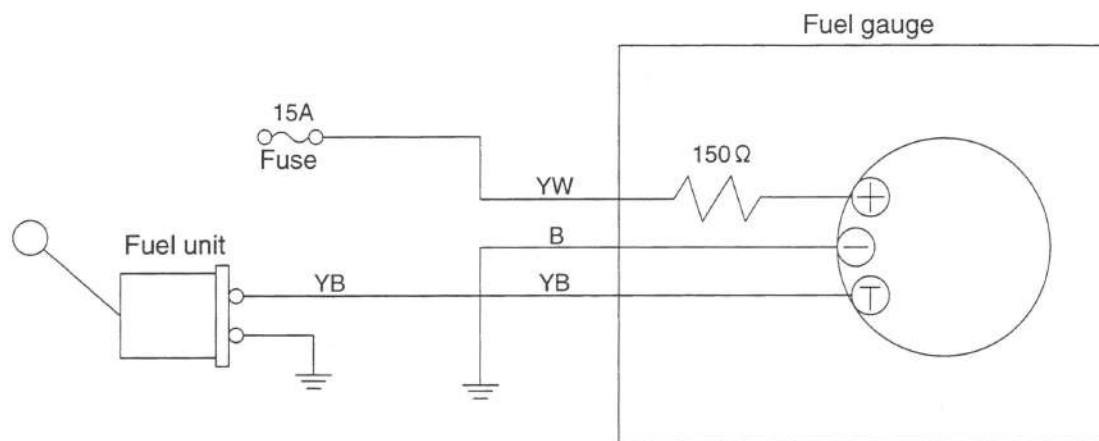 Fuel gauge
15A
Fuse
150Ω
YW
B
Fuel unit
YB YB
+
−
T